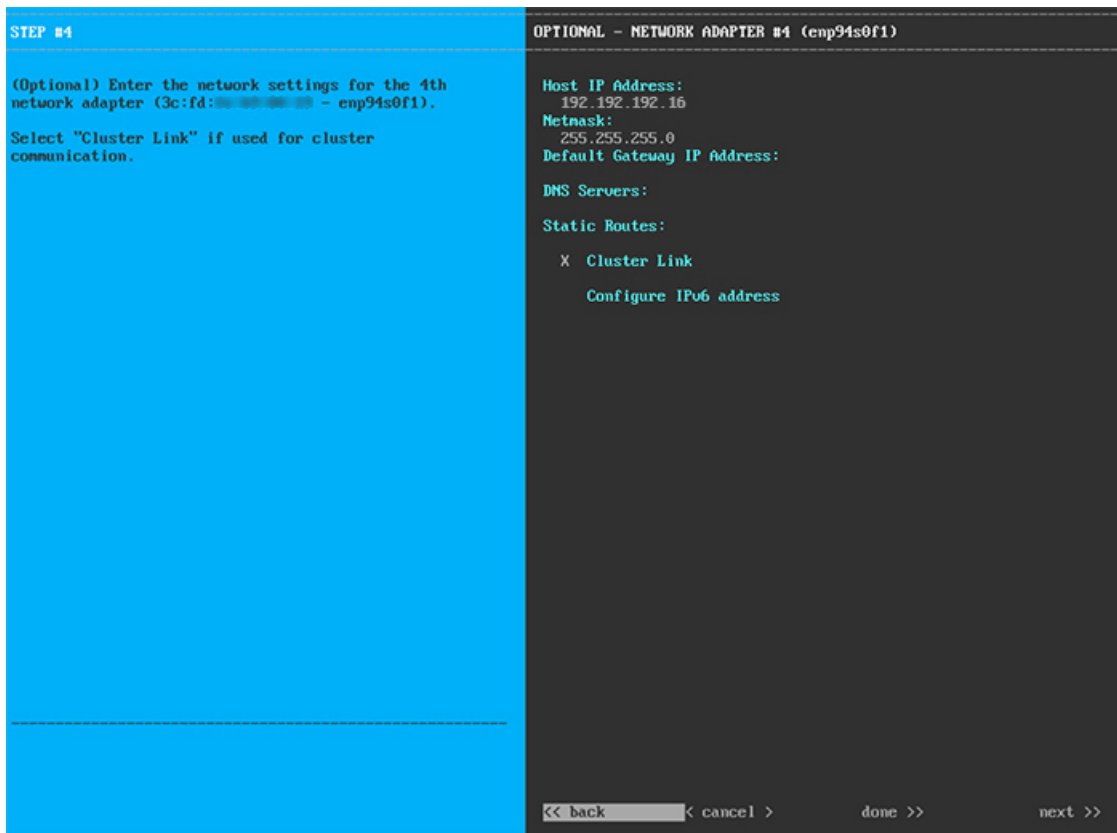 STEP #4
(Optional) Enter the network settings for the 4th
network adapter (3c:fd: - enp94s0f1).
Select "Cluster Link" if used for cluster
communication.
OPTIONAL - NETWORK ADAPTER #4 (enp94s0f1)
Host IP Address:
192.192.192.16
Netmask:
255.255.255.0
Default Gateway IP Address:
DNS Servers:
Static Routes:
X Cluster Link
Configure IPv6 address
<< back < cancel > done >> next >>